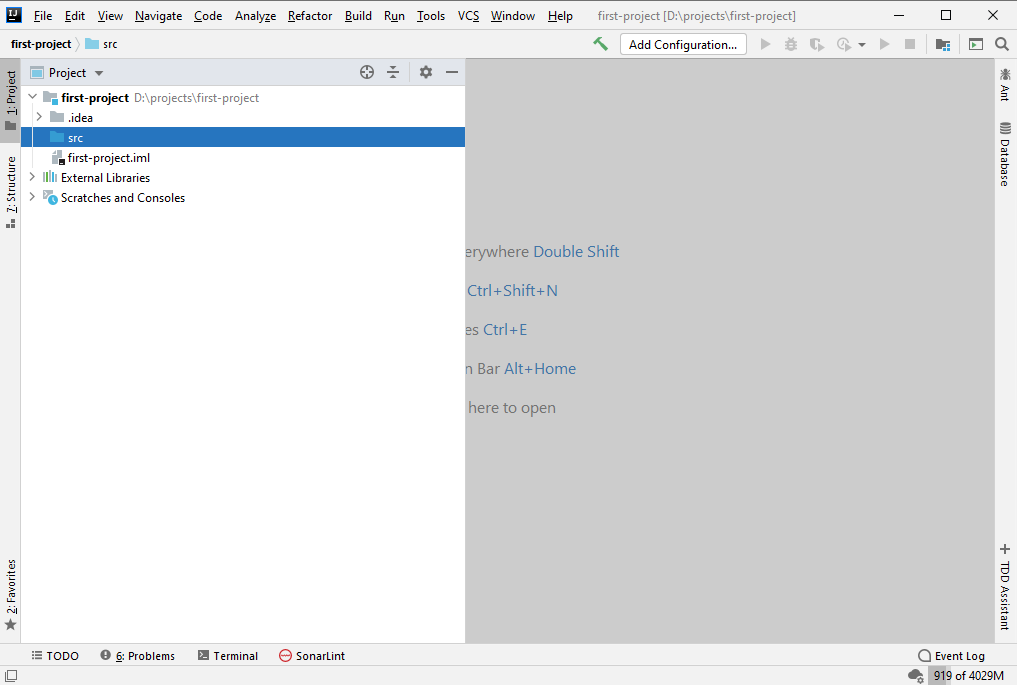 IJ File Edit View Navigate Code Analyze Refactor Build Run Tools VCS Window Help first-project [D:\projects\first-project]
first-project src Add Configuration...
Project
first-project D:\projects\first-project
.idea
src
first-project.iml
External Libraries
Scratches and Consoles
1: Project
7: Structure
2: Favorites
erywhere Double Shift
Ctrl+Shift+N
es Ctrl+E
n Bar Alt+Home
here to open
Ant
Database
TDD Assistant
TODO 6: Problems Terminal SonarLint Event Log
919 of 4029M